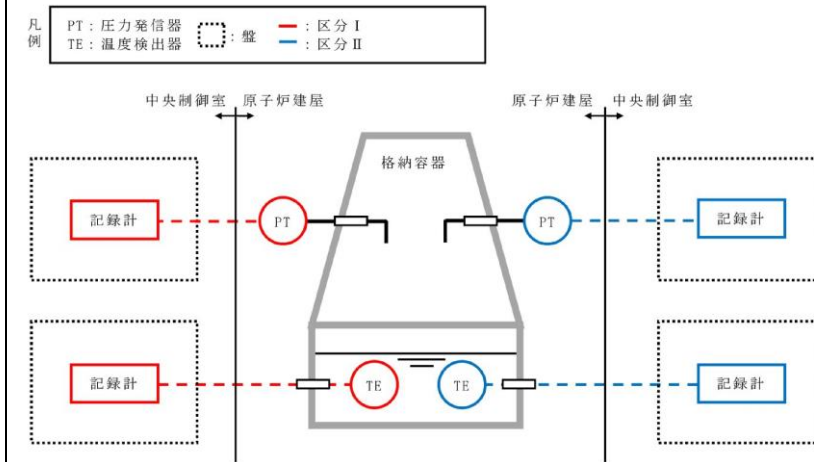 凡例
PT：圧力発信器
TE：温度検出器
：盤
：区分Ⅰ
：区分Ⅱ
中央制御室 原子炉建屋
原子炉建屋 中央制御室
格納容器
記録計
PT
PT
記録計
記録計
TE
TE
記録計